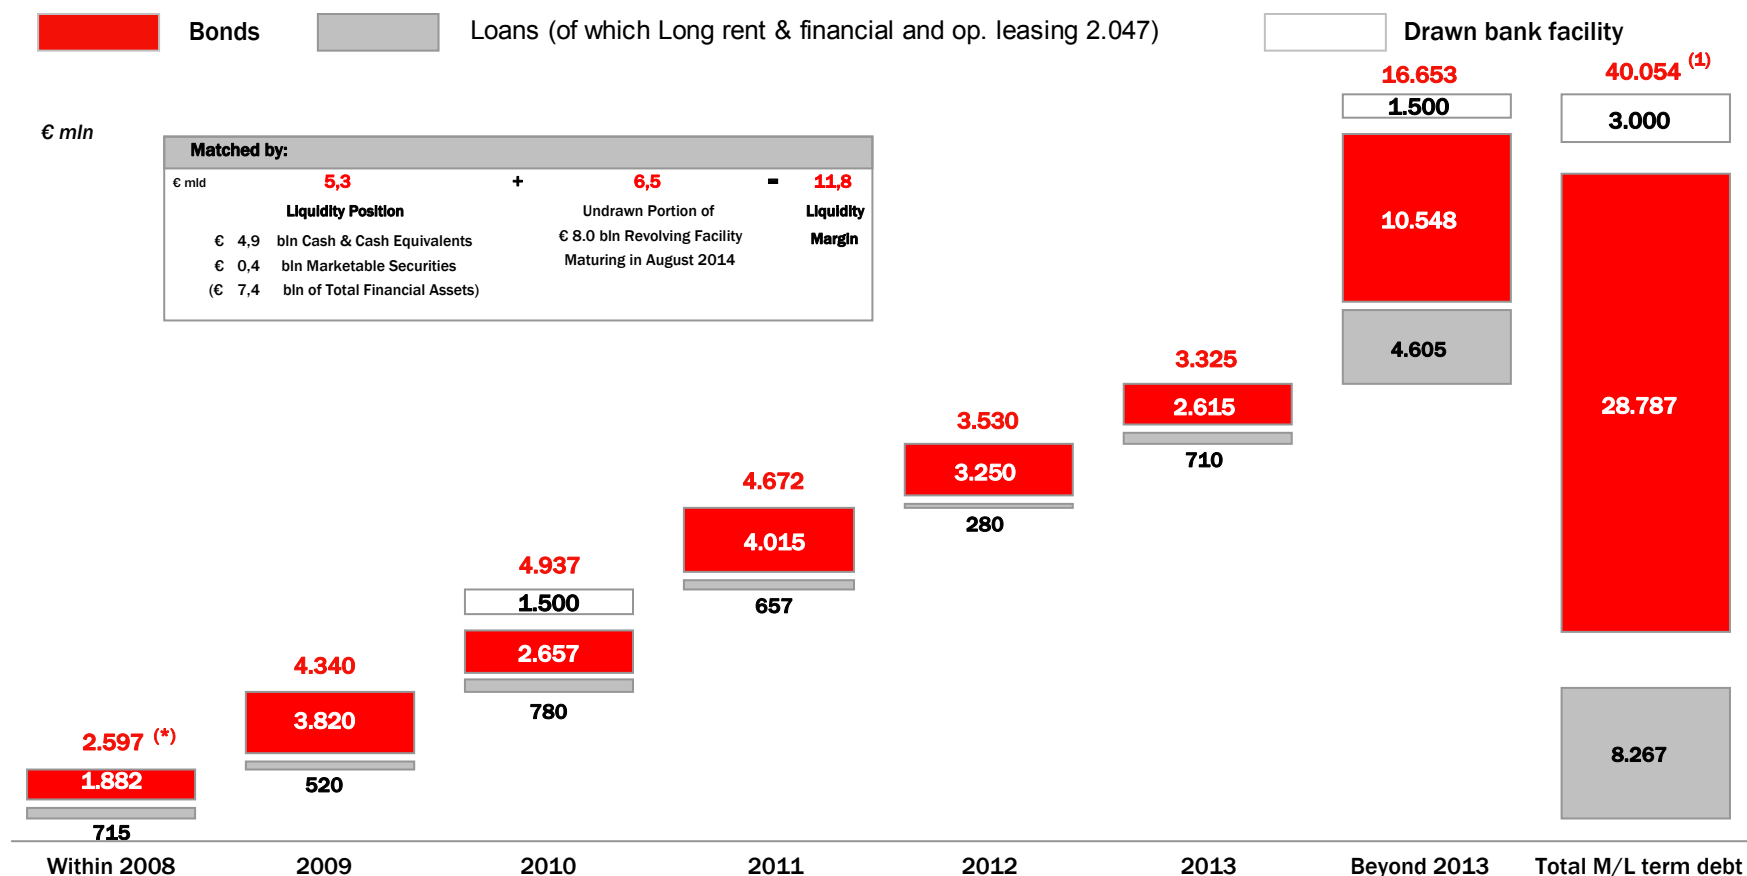 Bonds
Loans (of which Long rent & financial and op. leasing 2.047)
Drawn bank facility
€ mln
Matched by:
€ mld 5,3 + 6,5 = 11,8
Liquidity Position
€ 4,9 bln Cash & Cash Equivalents
€ 0,4 bln Marketable Securities
(€ 7,4 bln of Total Financial Assets)
Undrawn Portion of
€ 8.0 bln Revolving Facility
Maturing in August 2014
Liquidity
Margin
2.597 (*)
1.882
715
4.340
3.820
520
4.937
1.500
2.657
780
4.672
4.015
657
3.530
3.250
280
3.325
2.615
710
16.653
1.500
10.548
4.605
40.054 (1)
3.000
28.787
8.267
Within 2008
2009
2010
2011
2012
2013
Beyond 2013
Total M/L term debt